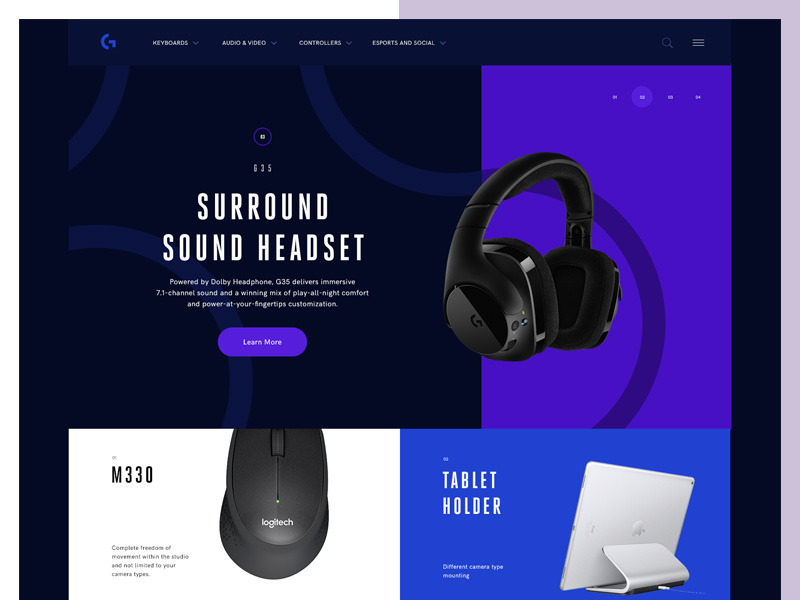 KEYBOARDS
AUDIO & VIDEO
CONTROLLERS
ESPORTS AND SOCIAL
01
02
03
04
G35
SURROUND
SOUND HEADSET
Powered by Dolby Headphone, G35 delivers immersive
7.1-channel sound and a winning mix of play-all-night comfort
and power-at-your-fingertips customization.
Learn More
01
M330
logitech
Complete freedom of
movement within the studio
and not limited to your
camera types.
02
TABLET
HOLDER
Different camera type
mounting